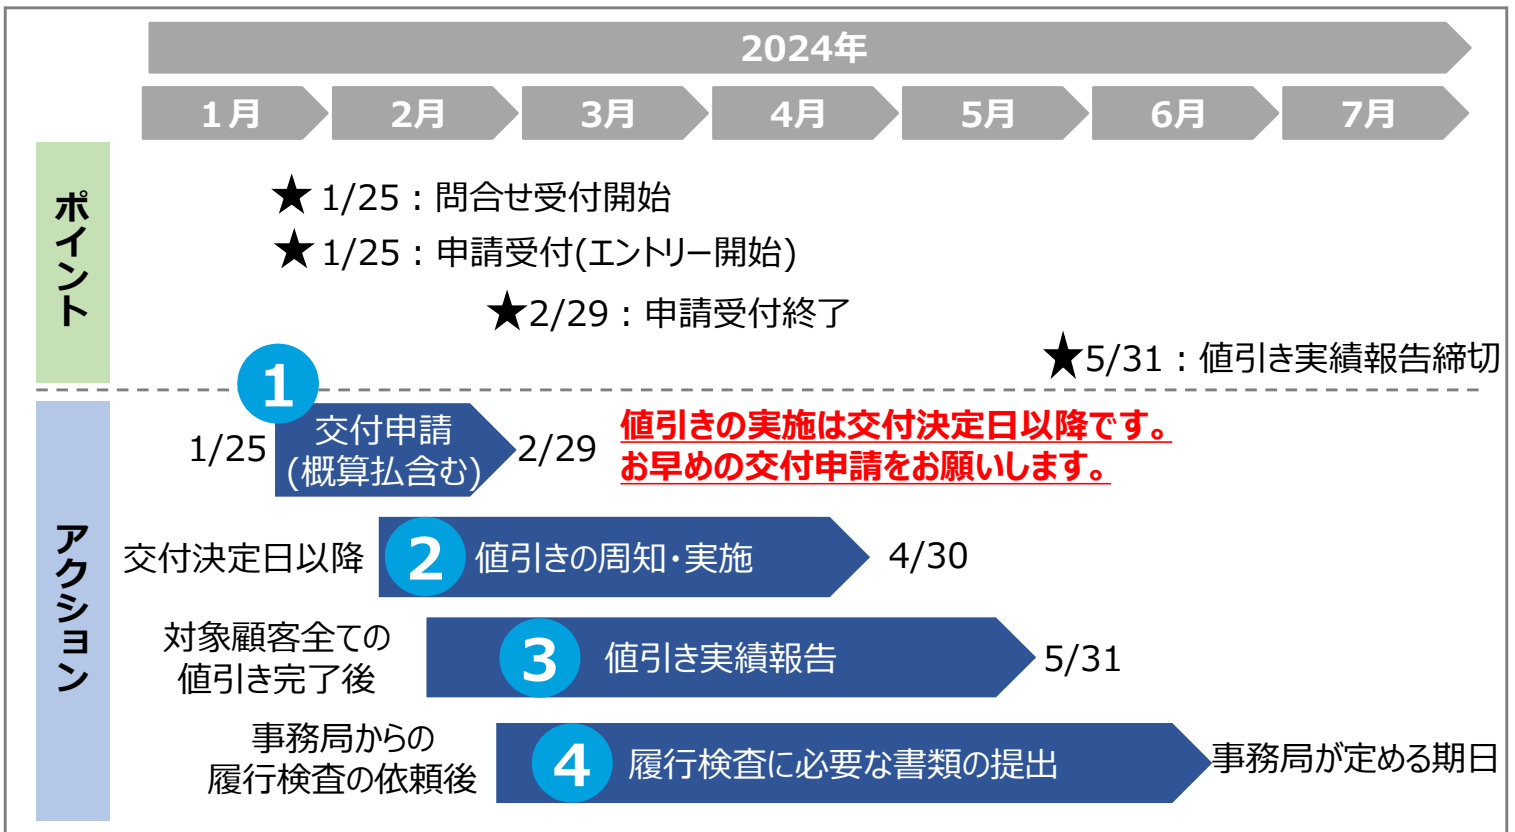 2024年
1月 2月 3月 4月 5月 6月 7月
ポイント
★1/25：問合せ受付開始
★1/25：申請受付(エントリー開始)
★2/29：申請受付終了
★5/31：値引き実績報告締切
アクション
1
1/25
交付申請
(概算払含む)
2/29
値引きの実施は交付決定日以降です。
お早めの交付申請をお願いします。
交付決定日以降
2 値引きの周知・実施
4/30
対象顧客全ての
値引き完了後
3 値引き実績報告
5/31
事務局からの
履行検査の依頼後
4 履行検査に必要な書類の提出
事務局が定める期日